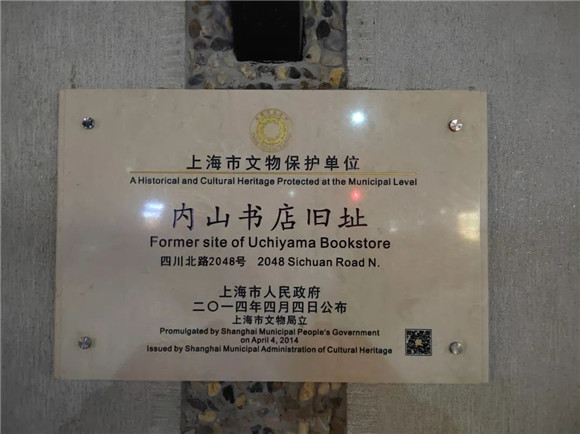 上海市文物保护单位
A Historical and Cultural Heritage Protected at the Municipal Level
内山书店旧址
Former site of Uchiyama Bookstore
四川北路2048号 2048 Sichuan Road N.
上海市人民政府
二〇一四年四月四日公布
上海市文物局立
Promulgated by Shanghai Municipal People's Government
on April 4, 2014
Issued by Shanghai Municipal Administration of Cultural Heritage